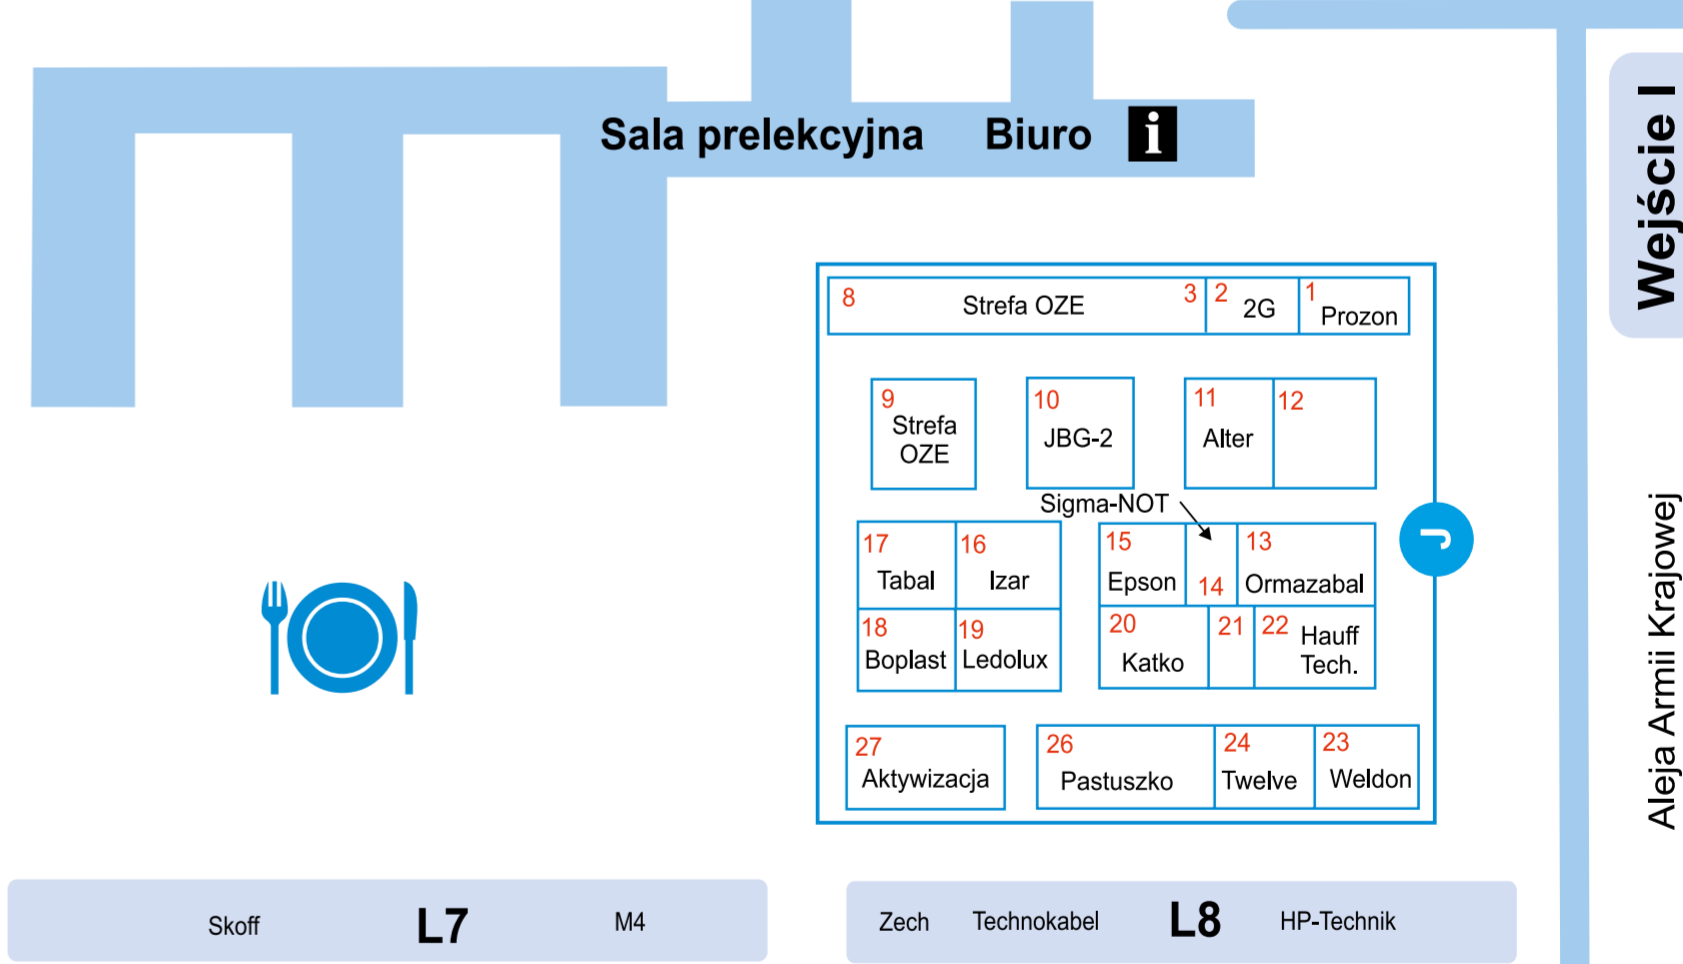 Sala prelekcyjna Biuro i
Wejście I
8 Strefa OZE 3 2 2G 1 Prozon
9 Strefa OZE
10 JBG-2
11 Alter
12
Sigma-NOT
17 Tabal
16 Izar
15 Epson
14
13 Ormazabal
J
18 Boplast
19 Ledolux
20 Katko
21
22 Hauff Tech.
27 Aktywizacja
26 Pastuszko
24 Twelve
23 Weldon
Aleja Armii Krajowej
Skoff L7 M4
Zech Technokabel L8 HP-Technik